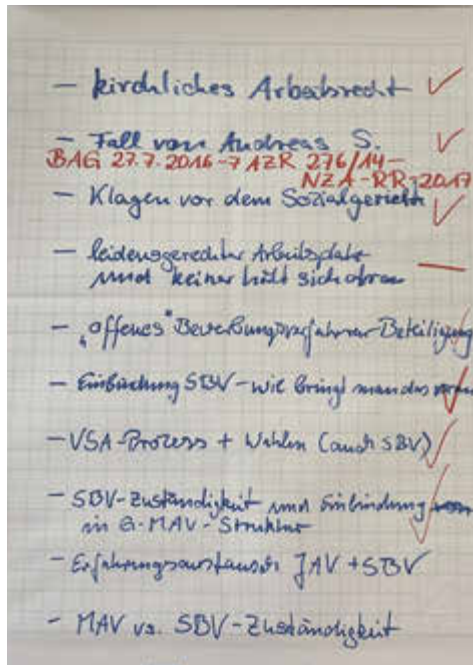 - kirchliches Arbeitsrecht
- Fall von Andreas S.
BAG 27.7.2016-7 AZR 276/14-
NZA-RR-2017
- Klagen vor dem Sozialgericht
- leidensgerechter Arbeitsplatz
und keiner hält sich dran
- „offenes" Bewerbungsverfahren-Beteiligung
- Einbindung SBV-wie bringt man das voran
- VSA-Prozess + Wahlen (auch SBV)
- SBV-Zuständigkeit und Einbindung
in G-MAV-Struktur
- Erfahrungsaustausch JAV + SBV
- MAV vs. SBV-Zuständigkeit